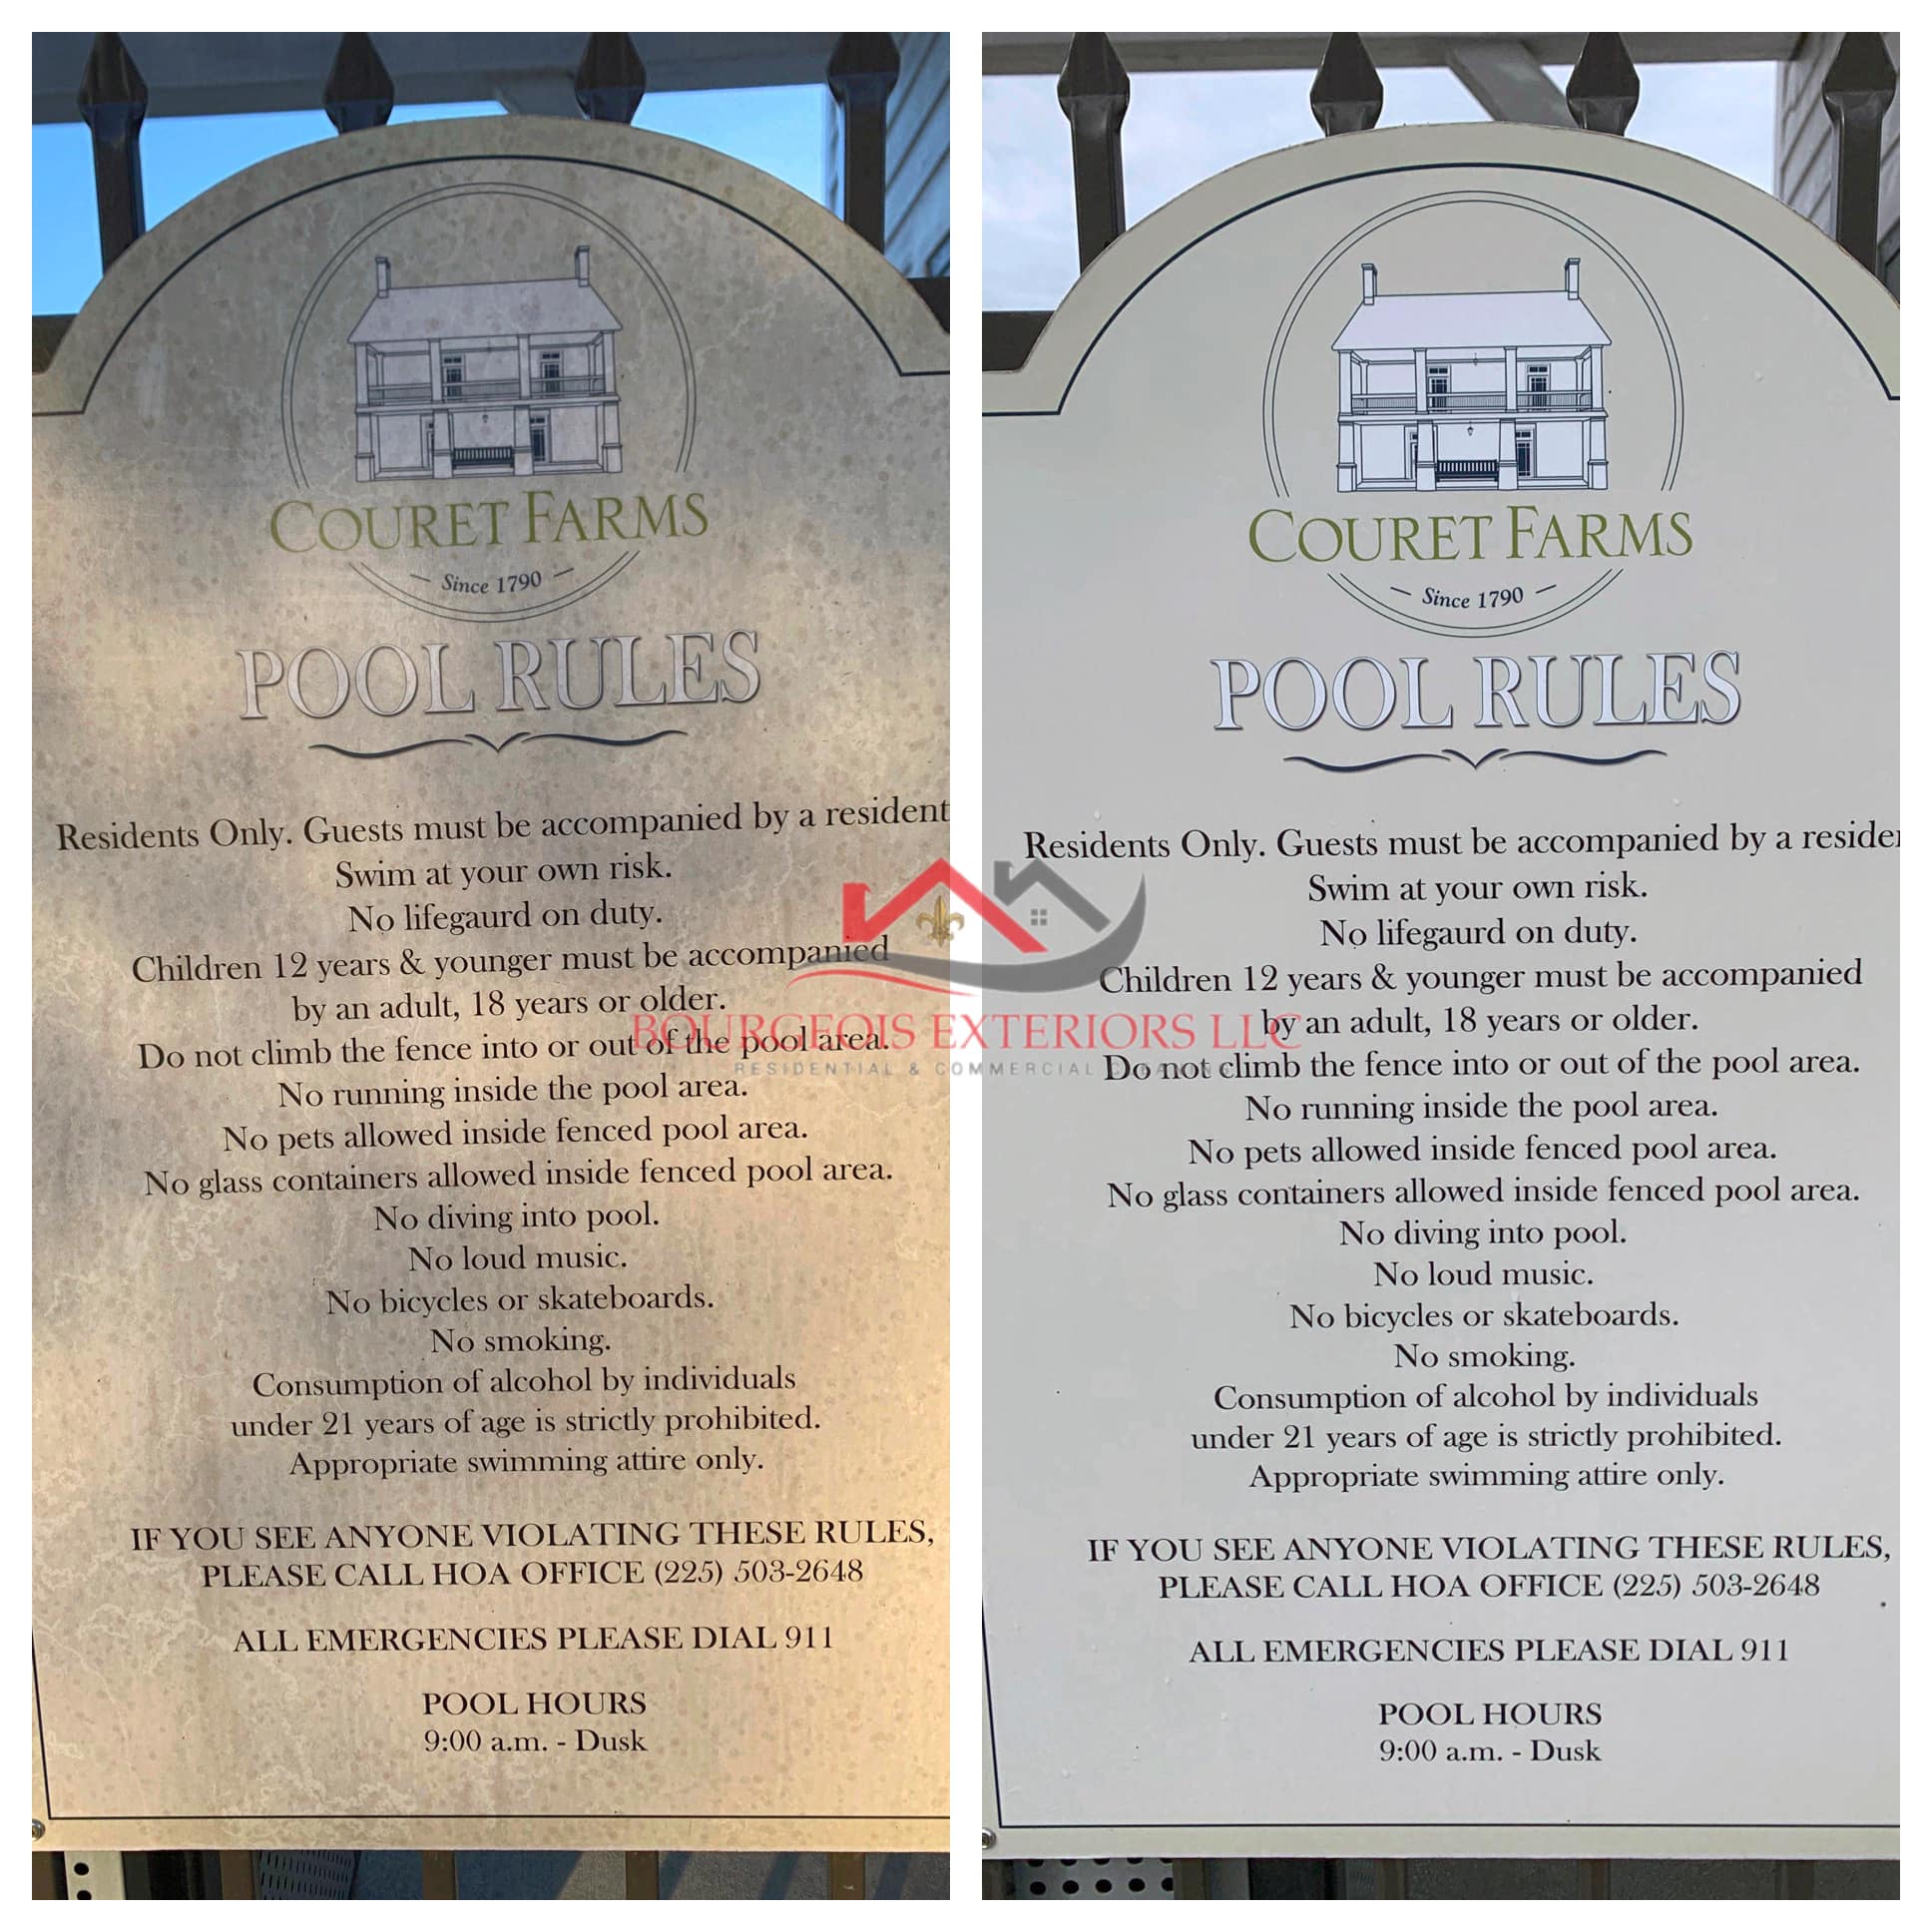 COURET FARMS
Since 1790
POOL RULES
Residents Only. Guests must be accompanied by a resident
Swim at your own risk.
No lifegaurd on duty.
Children 12 years & younger must be accompanied
by an adult, 18 years or older.
Do not climb the fence into or out of the pool area.
No running inside the pool area.
No pets allowed inside fenced pool area.
No glass containers allowed inside fenced pool area.
No diving into pool.
No loud music.
No bicycles or skateboards.
No smoking.
Consumption of alcohol by individuals
under 21 years of age is strictly prohibited.
Appropriate swimming attire only.
IF YOU SEE ANYONE VIOLATING THESE RULES,
PLEASE CALL HOA OFFICE (225) 503-2648
ALL EMERGENCIES PLEASE DIAL 911
POOL HOURS
9:00 a.m. - Dusk
COURET FARMS
Since 1790
POOL RULES
Residents Only. Guests must be accompanied by a
Swim at your own risk.
No lifegaurd on duty.
Children 12 years & younger must be accompanied
by an adult, 18 years or older.
Do not climb the fence into or out of the pool area.
No running inside the pool area.
No pets allowed inside fenced pool area.
No glass containers allowed inside fenced pool area.
No diving into pool.
No loud music.
No bicycles or skateboards.
No smoking.
Consumption of alcohol by individuals
under 21 years of age is strictly prohibited.
Appropriate swimming attire only.
IF YOU SEE ANYONE VIOLATING THESE RULES,
PLEASE CALL HOA OFFICE (225) 503-2648
ALL EMERGENCIES PLEASE DIAL 911
POOL HOURS
9:00 a.m. - Dusk
BOURGEOIS EXTERIORS LLC
RESIDENTIAL & COMMERCIAL